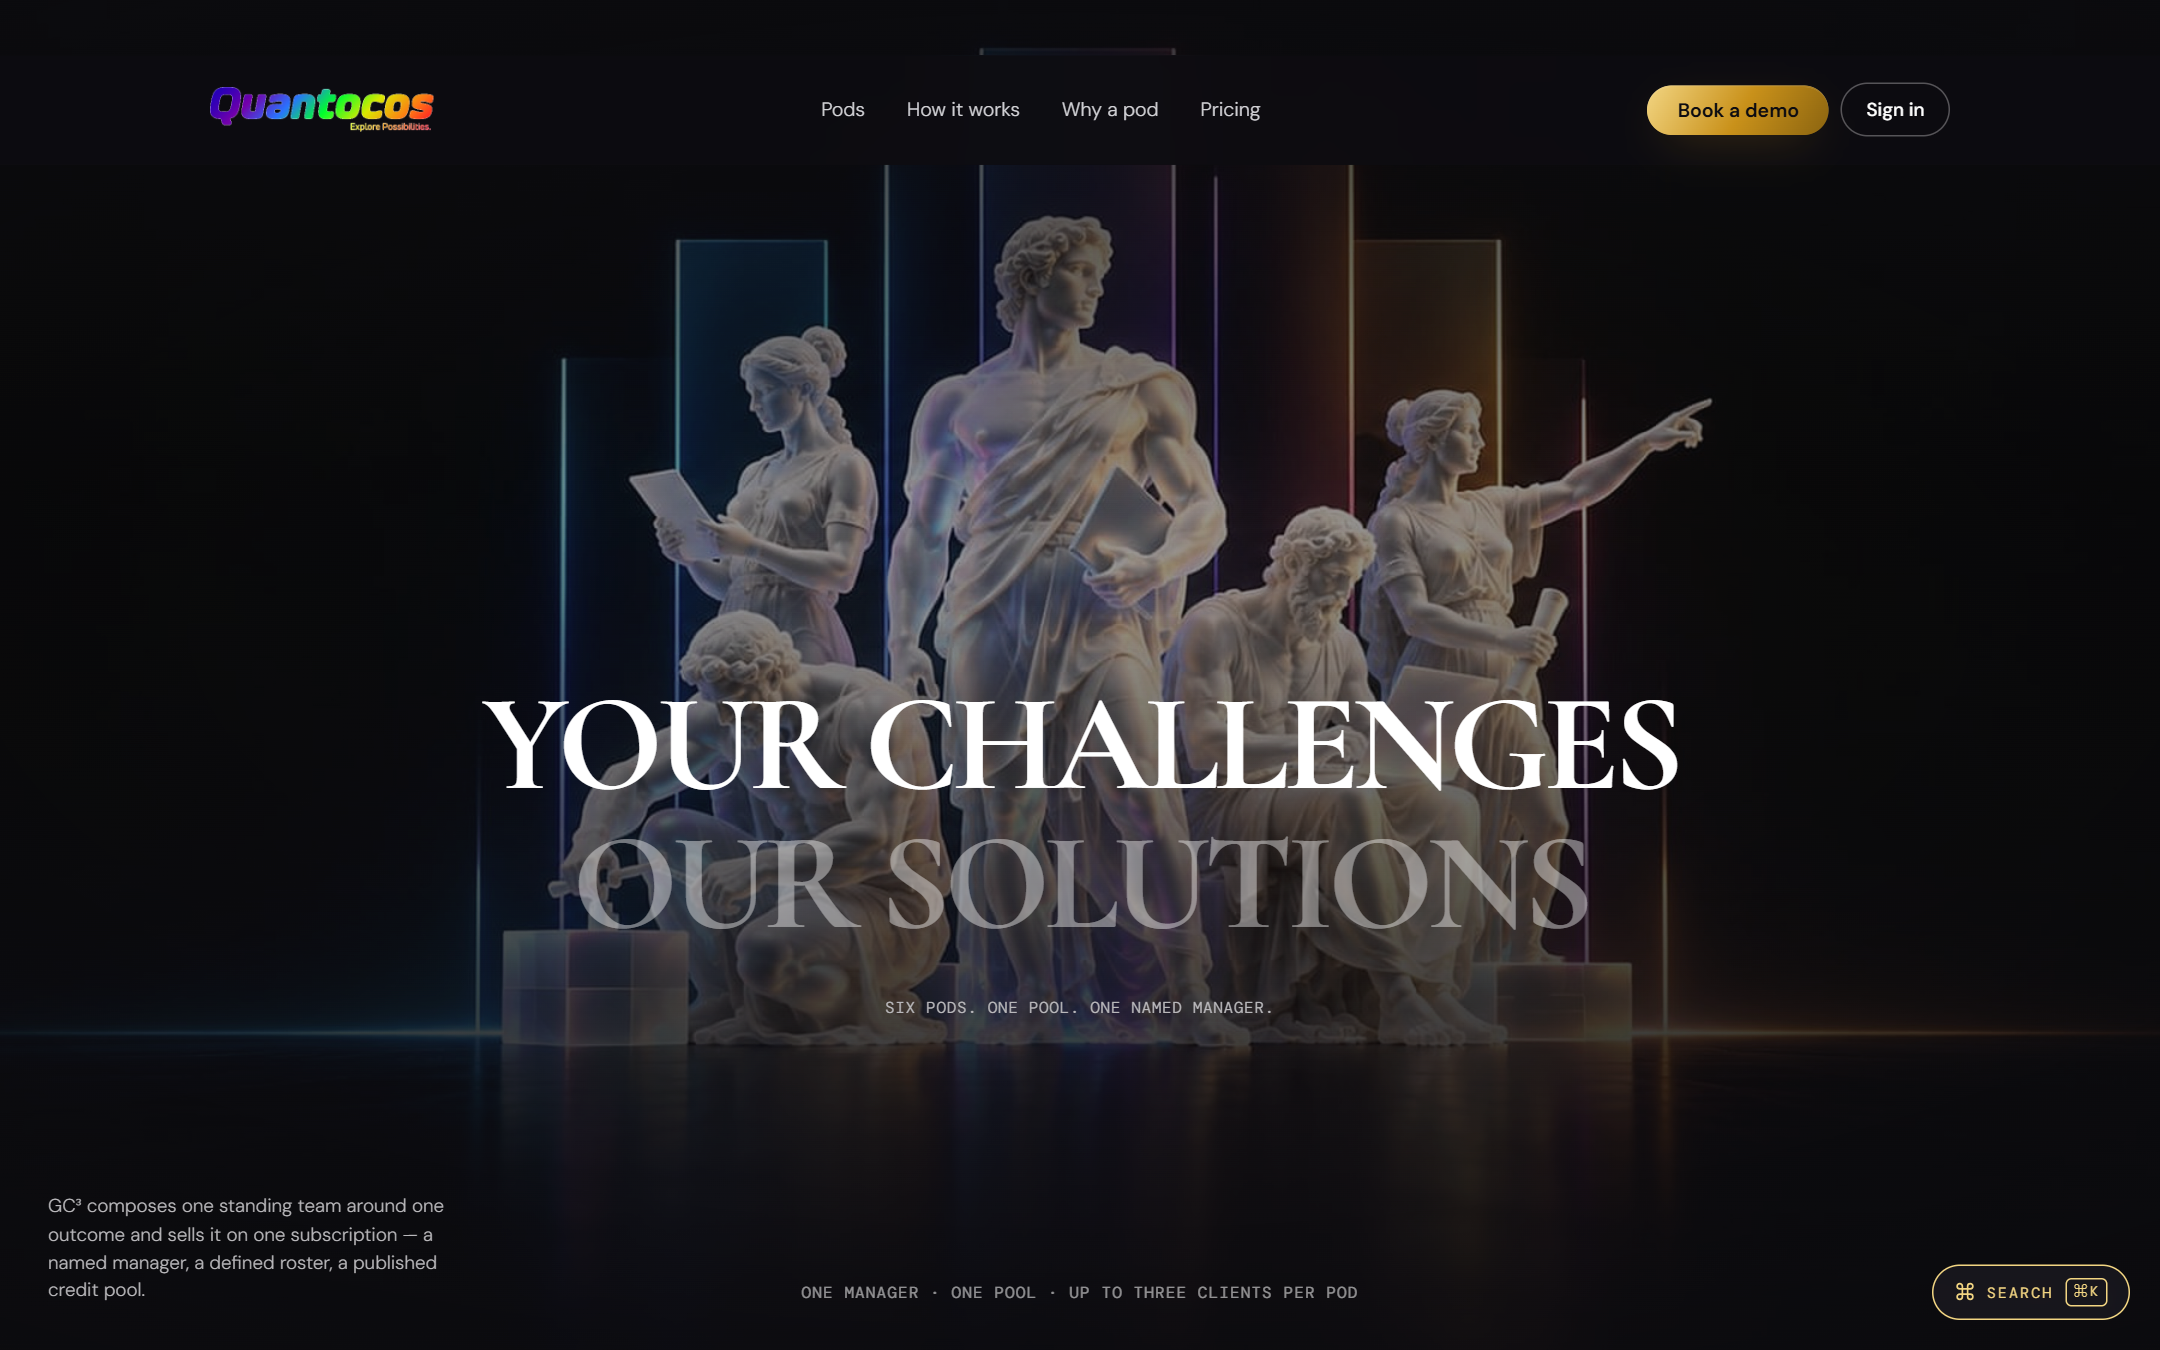 Quantocos
Explore Possibilities.
Pods
How it works
Why a pod
Pricing
Book a demo
Sign in
YOUR CHALLENGES
OUR SOLUTIONS
SIX PODS. ONE POOL. ONE NAMED MANAGER.
GC³ composes one standing team around one
outcome and sells it on one subscription — a
named manager, a defined roster, a published
credit pool.
ONE MANAGER · ONE POOL · UP TO THREE CLIENTS PER POD
⌘ SEARCH ⌘K